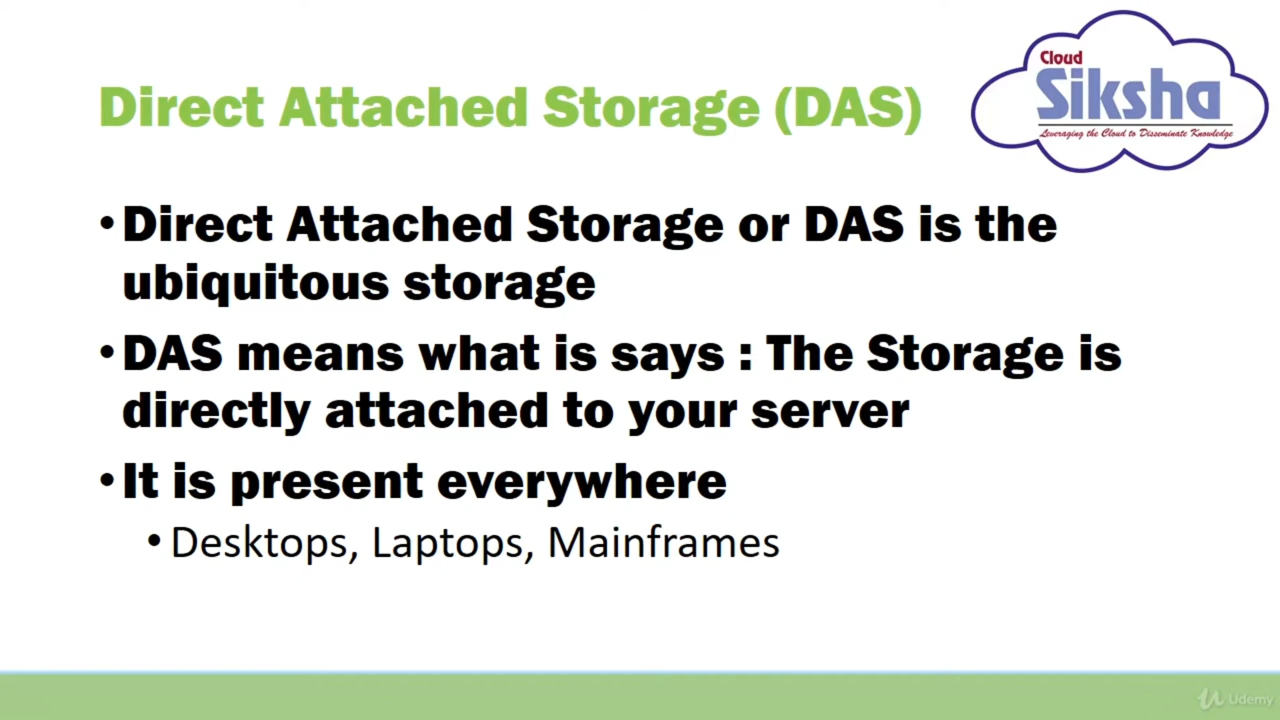 Cloud
Siksha
Leveraging the Cloud to Disseminate Knowledge
Direct Attached Storage (DAS)
•Direct Attached Storage or DAS is the
ubiquitous storage
•DAS means what is says : The Storage is
directly attached to your server
•It is present everywhere
•Desktops, Laptops, Mainframes
Udemy